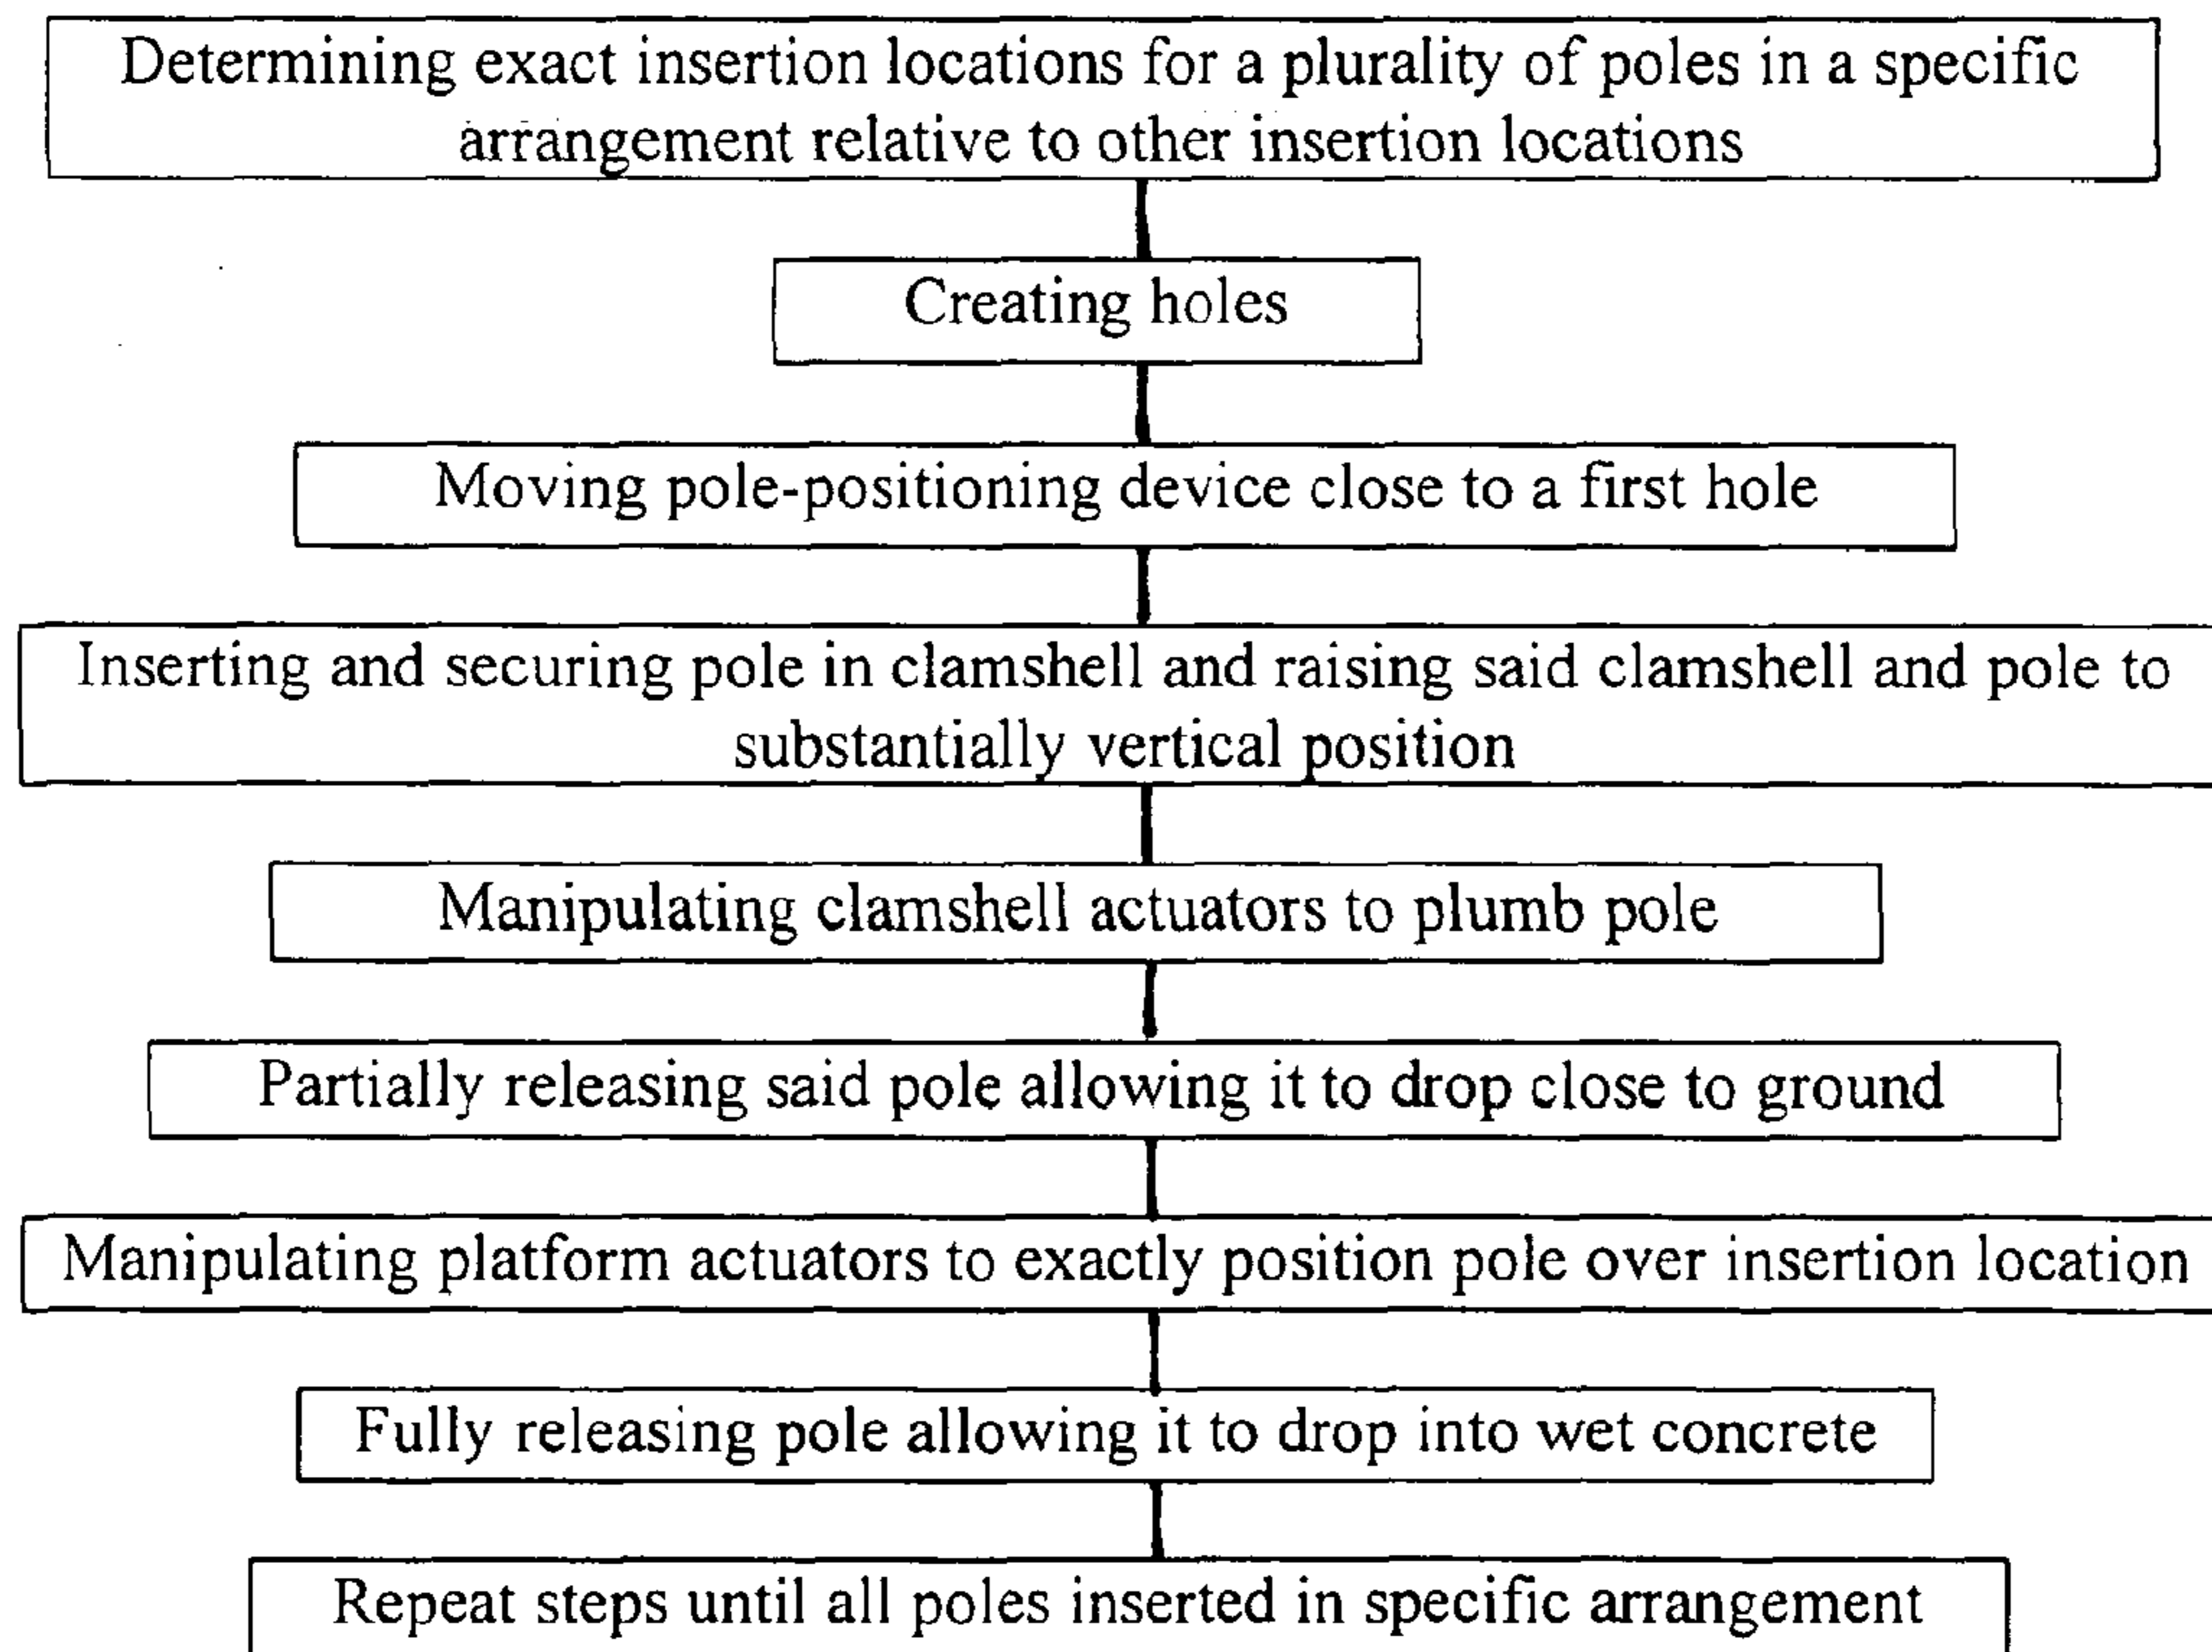 Determining exact insertion locations for a plurality of poles in a specific
arrangement relative to other insertion locations
Creating holes
Moving pole-positioning device close to a first hole
Inserting and securing pole in clamshell and raising said clamshell and pole to
substantially vertical position
Manipulating clamshell actuators to plumb pole
Partially releasing said pole allowing it to drop close to ground
Manipulating platform actuators to exactly position pole over insertion location
Fully releasing pole allowing it to drop into wet concrete
Repeat steps until all poles inserted in specific arrangement